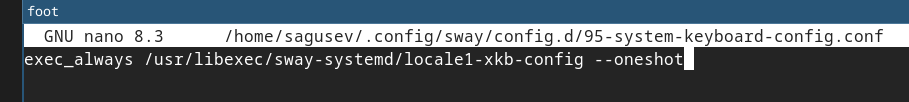 foot
GNU nano 8.3 /home/sagusev/.config/sway/config.d/95-system-keyboard-config.conf
exec_always /usr/libexec/sway-systemd/locale1-xkb-config --oneshot